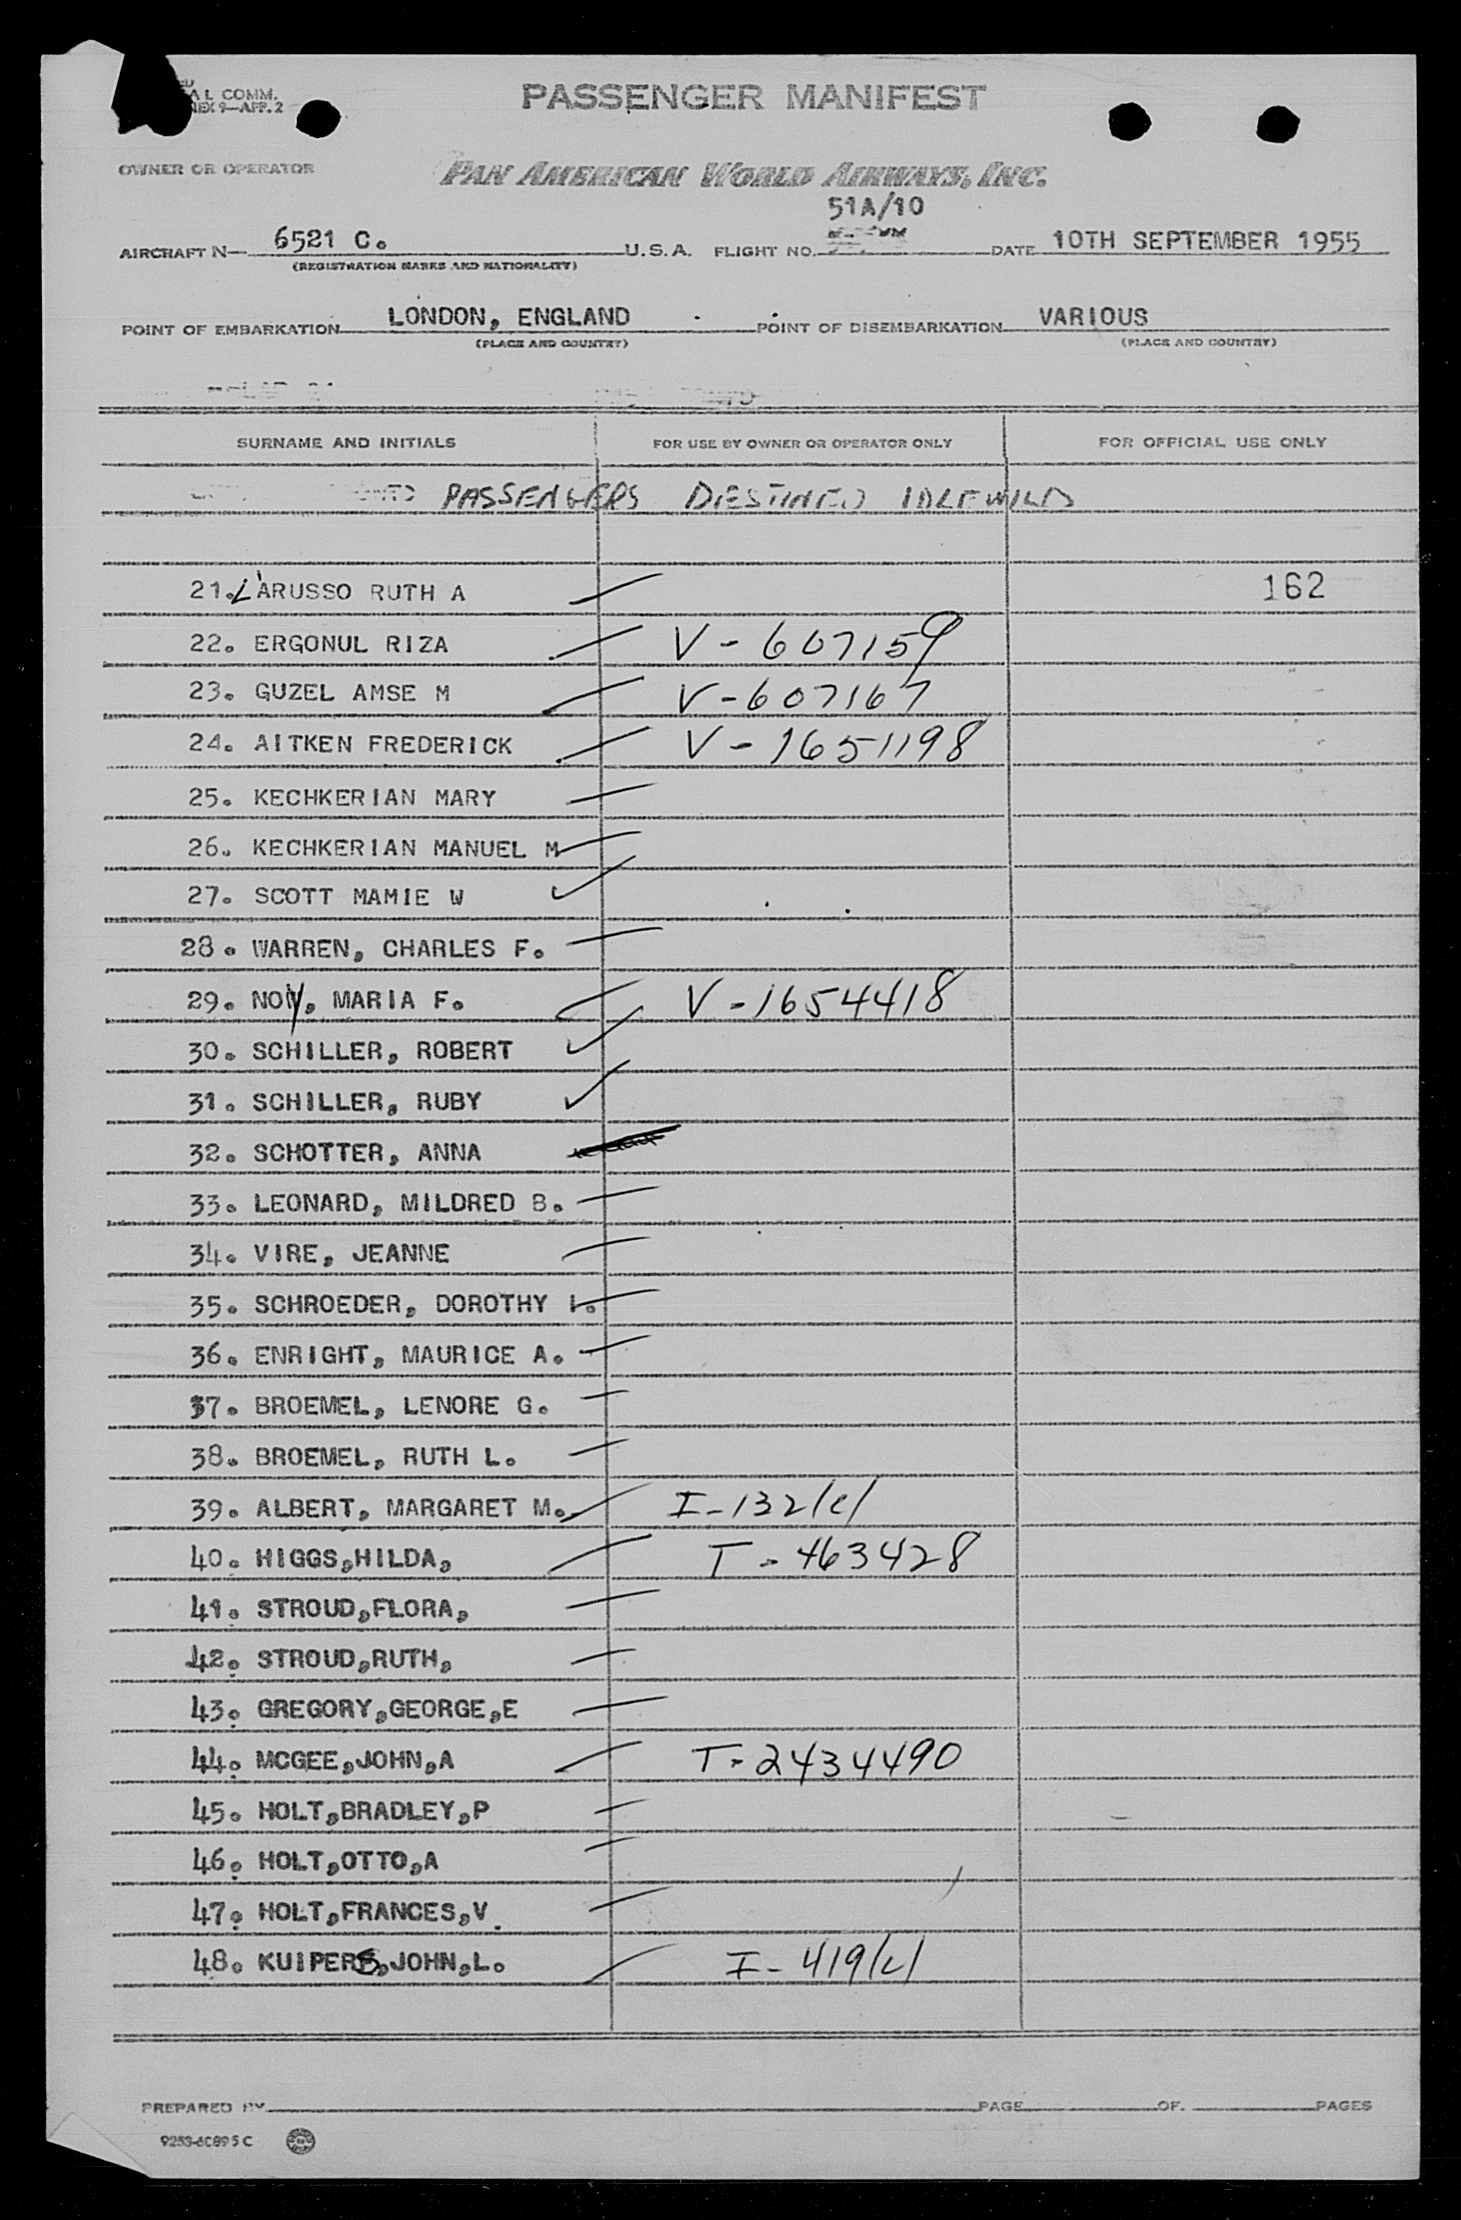 AL COMM.
9—APP. 2
PASSENGER MANIFEST
OWNER OR OPERATOR
PAN AMERICAN WORLD AIRWAYS, INC.
51A/10
AIRCRAFT N— 6521 C. U.S.A. FLIGHT NO. DATE 10TH SEPTEMBER 1955
(REGISTRATION MARKS AND NATIONALITY)
POINT OF EMBARKATION LONDON, ENGLAND POINT OF DISEMBARKATION VARIOUS
(PLACE AND COUNTRY) (PLACE AND COUNTRY)
SURNAME AND INITIALS FOR USE BY OWNER OR OPERATOR ONLY FOR OFFICIAL USE ONLY
PASSENGERS DESTINED IDLEWILD
21. LARUSSO RUTH A 162
22. ERGONUL RIZA V-607159
23. GUZEL AMSE M V-607167
24. AITKEN FREDERICK V-1651198
25. KECHKERIAN MARY
26. KECHKERIAN MANUEL M
27. SCOTT MAMIE W
28. WARREN, CHARLES F.
29. NOY, MARIA F. V-1654418
30. SCHILLER, ROBERT
31. SCHILLER, RUBY
32. SCHOTTER, ANNA
33. LEONARD, MILDRED B.
34. VIRE, JEANNE
35. SCHROEDER, DOROTHY I.
36. ENRIGHT, MAURICE A.
37. BROEMEL, LENORE G.
38. BROEMEL, RUTH L.
39. ALBERT, MARGARET M. I-132/c/
40. HIGGS,HILDA, T-463428
41. STROUD,FLORA,
42. STROUD,RUTH,
43. GREGORY,GEORGE,E
44. MCGEE,JOHN,A T-2434490
45. HOLT,BRADLEY,P
46. HOLT,OTTO,A
47. HOLT,FRANCES,V
48. KUIPERS,JOHN,L. I-419/c/
PREPARED BY PAGE OF PAGES
9253-6C895C